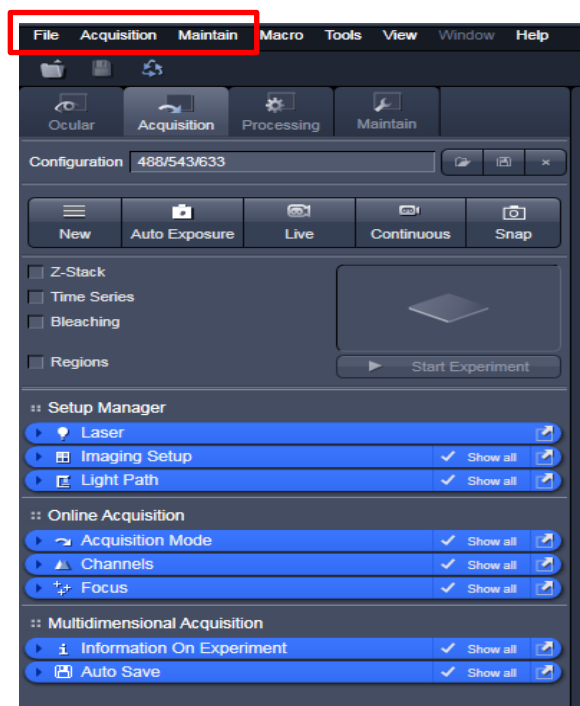 File Acquisition Maintain Macro Tools View Window Help
Ocular Acquisition Processing Maintain
Configuration 488/543/633
New Auto Exposure Live Continuous Snap
Z-Stack
Time Series
Bleaching
Regions
Start Experiment
Setup Manager
Laser
Imaging Setup Show all
Light Path Show all
Online Acquisition
Acquisition Mode Show all
Channels Show all
Focus Show all
Multidimensional Acquisition
Information On Experiment Show all
Auto Save Show all